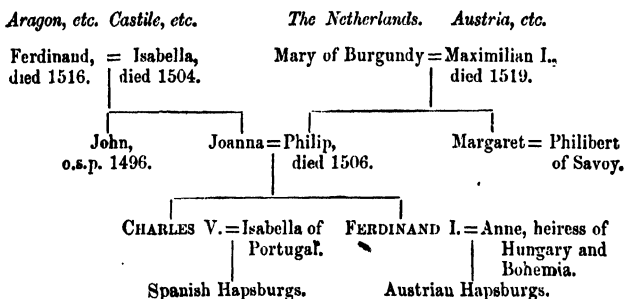 Aragon, etc. Castile, etc. The Netherlands. Austria, etc.
Ferdinand, = Isabella, Mary of Burgundy = Maximilian I.,
died 1516. died 1504. died 1519.
John, Joanna = Philip, Margaret = Philibert
o.s.p. 1496. died 1506. of Savoy.
CHARLES V. = Isabella of FERDINAND I. = Anne, heiress of
Portugal. Hungary and
Bohemia.
Spanish Hapsburgs. Austrian Hapsburgs.